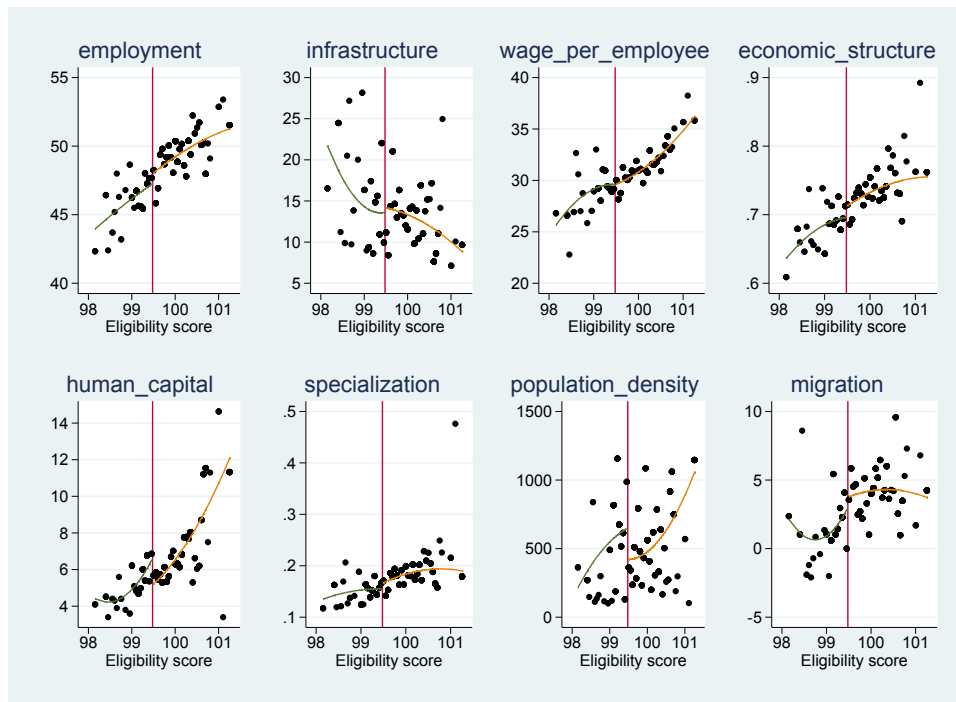 employment
infrastructure
wage_per_employee
economic_structure
55
50
45
40
98 99 100 101
Eligibility score
30
25
20
15
10
5
98 99 100 101
Eligibility score
40
35
30
25
20
98 99 100 101
Eligibility score
.9
.8
.7
.6
98 99 100 101
Eligibility score
human_capital
specialization
population_density
migration
14
12
10
8
6
4
98 99 100 101
Eligibility score
.5
.4
.3
.2
.1
98 99 100 101
Eligibility score
1500
1000
500
0
98 99 100 101
Eligibility score
10
5
0
-5
98 99 100 101
Eligibility score